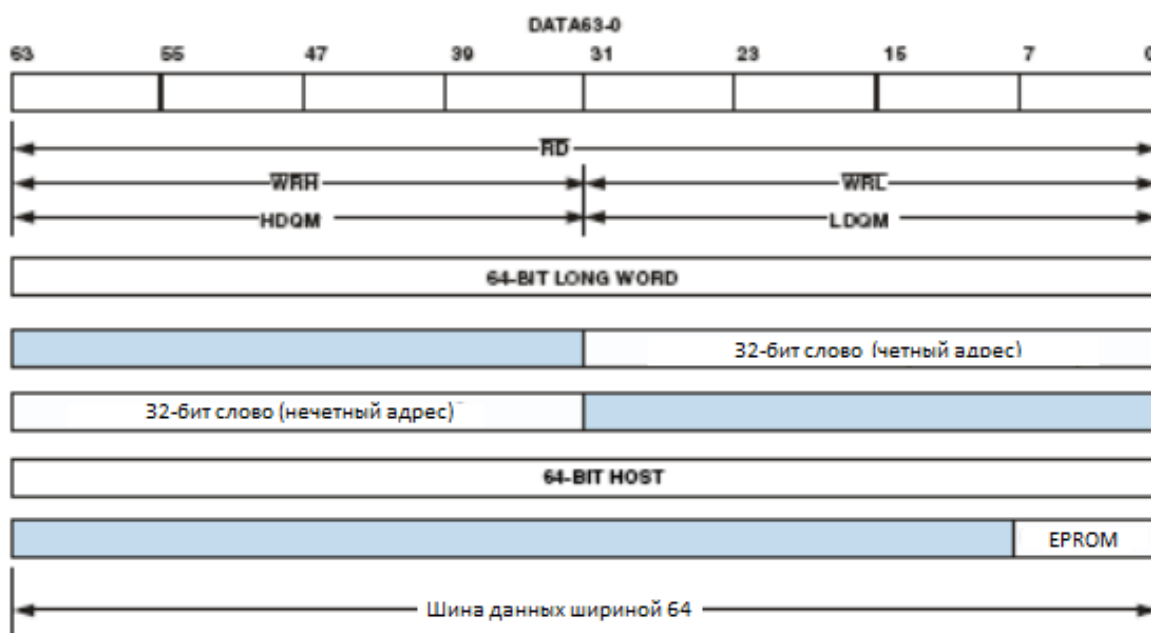 DATA63-0
63 55 47 39 31 23 15 7 0
RD
WRH WRL
HDQM LDQM
64-BIT LONG WORD
32-бит слово (четный адрес)
32-бит слово (нечетный адрес)
64-BIT HOST
EPROM
Шина данных шириной 64